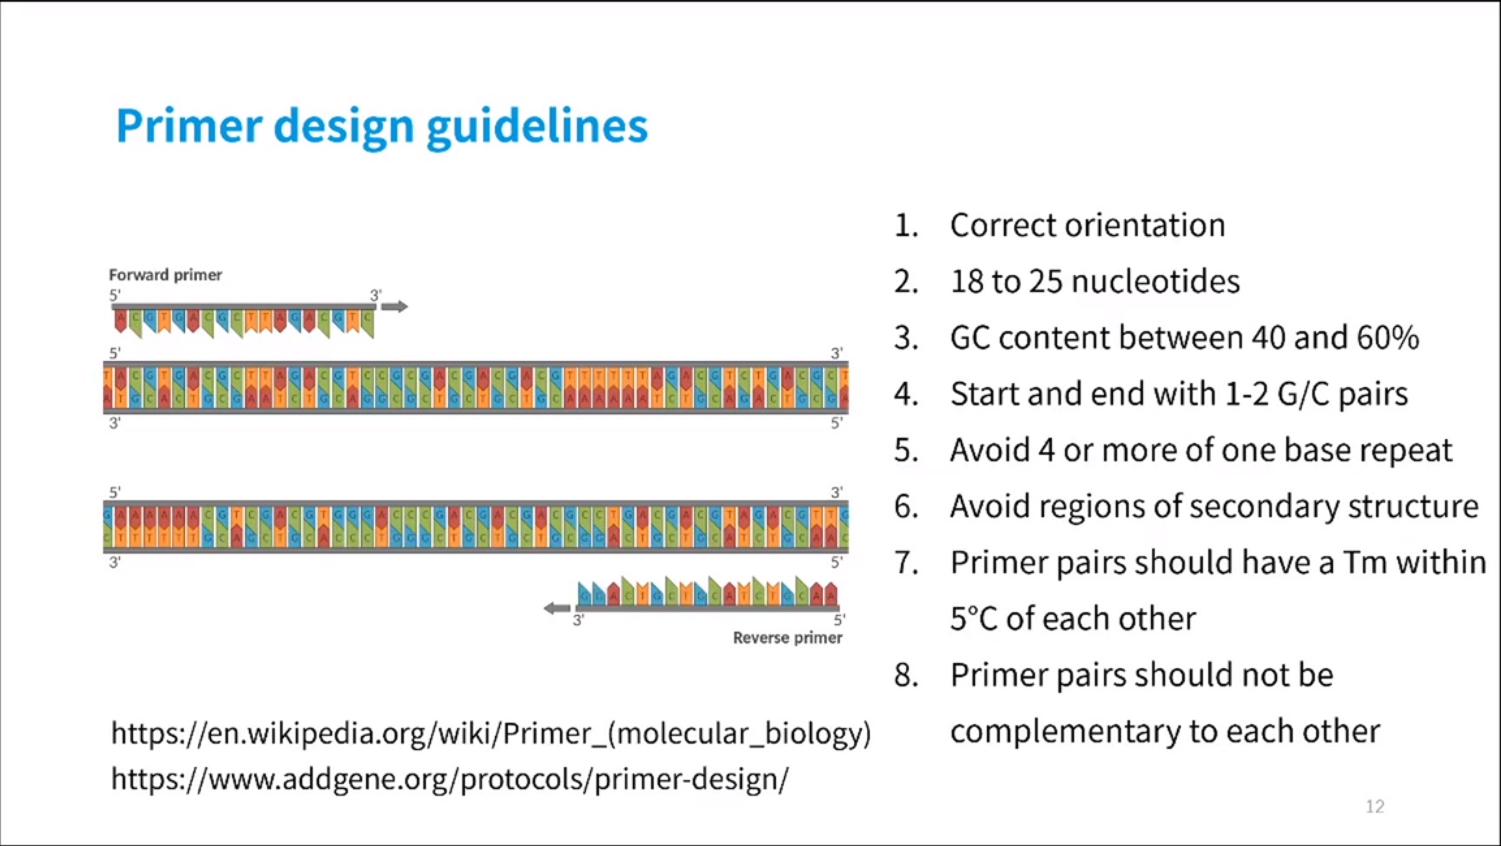 Primer design guidelines
Forward primer
5' 3'
A C G T G A C G C T T A G A C G T C
5' 3'
3' 5'
5' 3'
3' 5'
G G A C T G C T G C A T C T G C A A
3' 5'
Reverse primer
https://en.wikipedia.org/wiki/Primer_(molecular_biology)
https://www.addgene.org/protocols/primer-design/
1. Correct orientation
2. 18 to 25 nucleotides
3. GC content between 40 and 60%
4. Start and end with 1-2 G/C pairs
5. Avoid 4 or more of one base repeat
6. Avoid regions of secondary structure
7. Primer pairs should have a Tm within
5°C of each other
8. Primer pairs should not be
complementary to each other
12